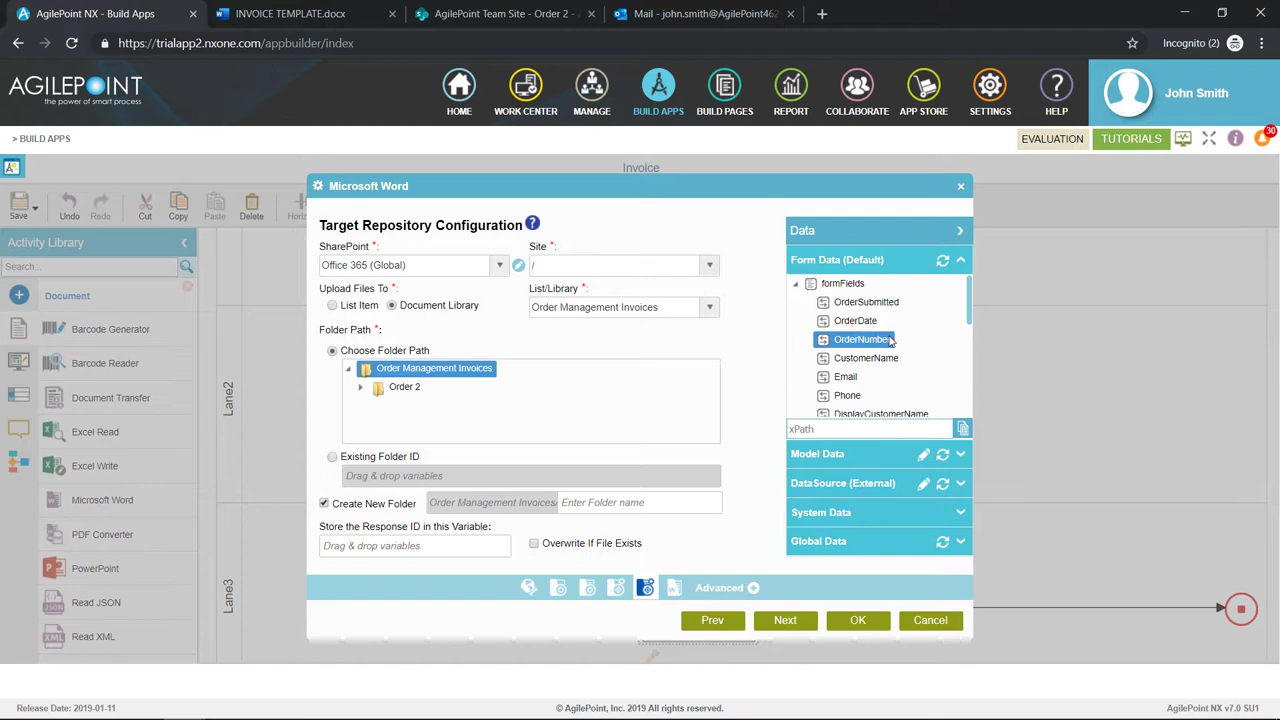 AgilePoint NX - Build Apps
INVOICE TEMPLATE.docx
AgilePoint Team Site - Order 2 -
Mail - john.smith@AgilePoint462
https://trialapp2.nxone.com/appbuilder/index
Incognito (2)
AGILEPOINT
the power of smart process
HOME
WORK CENTER
MANAGE
BUILD APPS
BUILD PAGES
REPORT
COLLABORATE
APP STORE
SETTINGS
HELP
John Smith
> BUILD APPS
EVALUATION
TUTORIALS
30
Invoice
Save
Undo
Redo
Cut
Copy
Paste
Delete
Horiz
Activity Library
Search...
Document
Barcode Generator
Barcode Reader
Document Transfer
Excel Read
Excel Write
Microsoft Word
PDF Converter
PowerPoint
Read JSON
Read XML
Lane2
Lane3
Microsoft Word
Target Repository Configuration
SharePoint *:
Site *:
Office 365 (Global)
/
Upload Files To *:
List/Library *:
List Item
Document Library
Order Management Invoices
Folder Path *:
Choose Folder Path
Order Management Invoices
Order 2
Existing Folder ID
Drag & drop variables
Create New Folder
Order Management Invoices/
Enter Folder name
Store the Response ID in this Variable:
Drag & drop variables
Overwrite If File Exists
Data
Form Data (Default)
formFields
OrderSubmitted
OrderDate
OrderNumber
CustomerName
Email
Phone
DisplayCustomerName
xPath
Model Data
DataSource (External)
System Data
Global Data
Advanced
Prev
Next
OK
Cancel
Release Date: 2019-01-11
© AgilePoint, Inc. 2019 All rights reserved.
AgilePoint NX v7.0 SU1